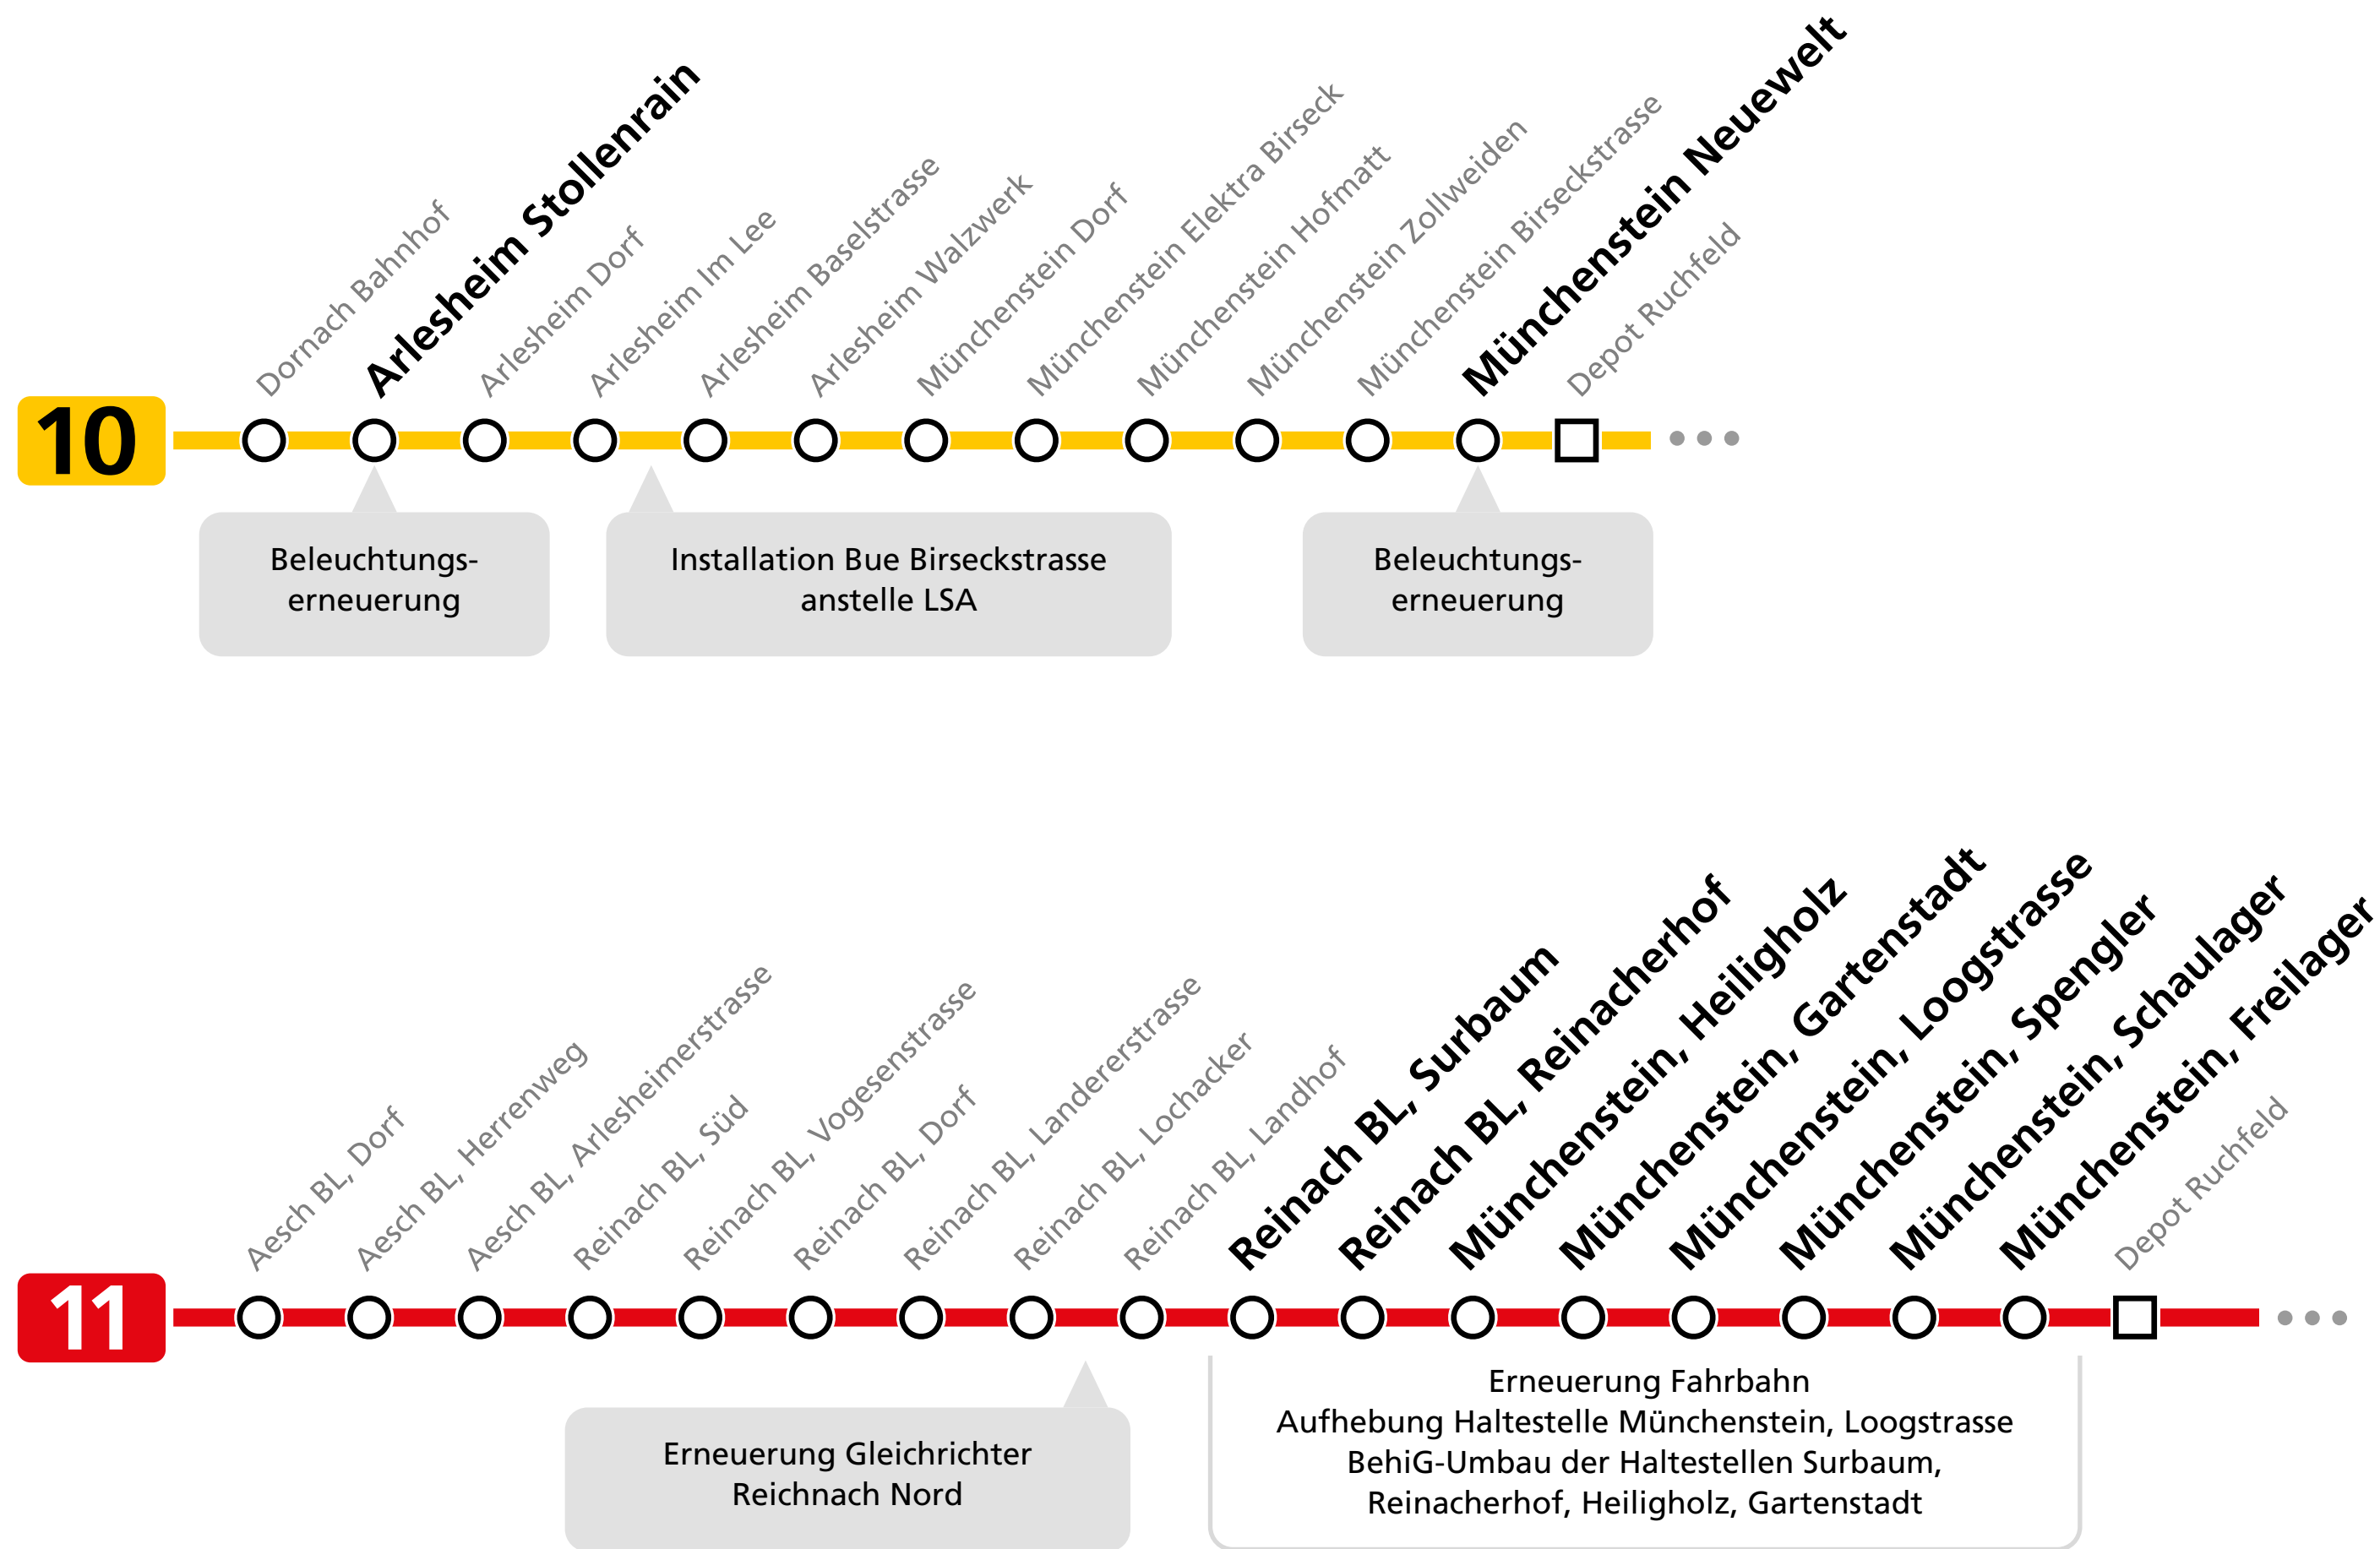 10
Dornach Bahnhof
Arlesheim Stollenrain
Arlesheim Dorf
Arlesheim Im Lee
Arlesheim Baselstrasse
Arlesheim Walzwerk
Münchenstein Dorf
Münchenstein Elektra Birseck
Münchenstein Hofmatt
Münchenstein Zollweiden
Münchenstein Birseckstrasse
Münchenstein Neuewelt
Depot Ruchfeld
Beleuchtungs-
erneuerung
Installation Bue Birseckstrasse
anstelle LSA
Beleuchtungs-
erneuerung
11
Aesch BL, Dorf
Aesch BL, Herrenweg
Aesch BL, Arlesheimerstrasse
Reinach BL, Süd
Reinach BL, Vogesenstrasse
Reinach BL, Dorf
Reinach BL, Landererstrasse
Reinach BL, Lochacker
Reinach BL, Landhof
Reinach BL, Surbaum
Reinach BL, Reinacherhof
Münchenstein, Heiligholz
Münchenstein, Gartenstadt
Münchenstein, Loogstrasse
Münchenstein, Spengler
Münchenstein, Schaulager
Münchenstein, Freilager
Depot Ruchfeld
Erneuerung Gleichrichter
Reichnach Nord
Erneuerung Fahrbahn
Aufhebung Haltestelle Münchenstein, Loogstrasse
BehiG-Umbau der Haltestellen Surbaum,
Reinacherhof, Heiligholz, Gartenstadt